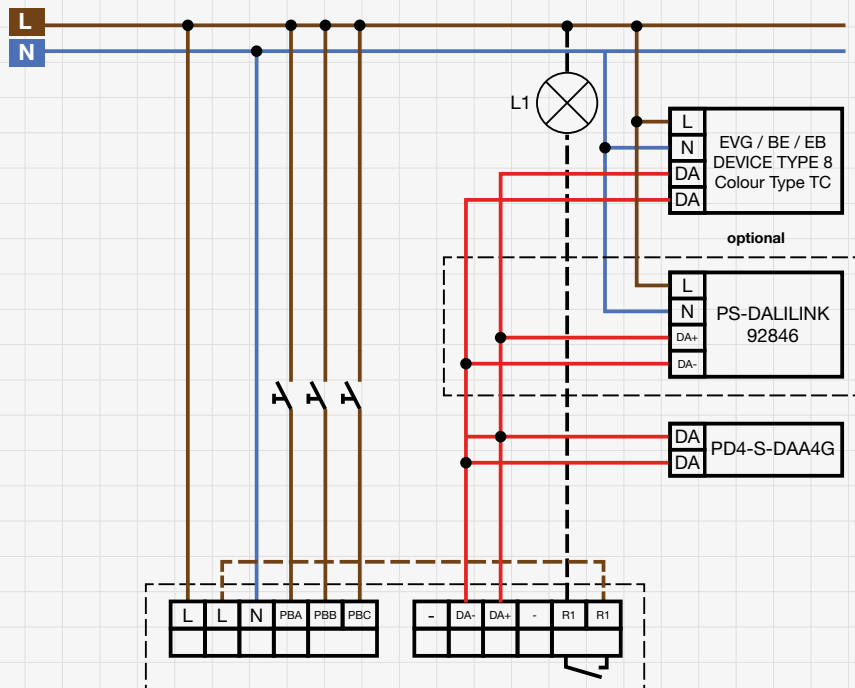 L
N
L1
L
N
DA
DA
EVG / BE / EB
DEVICE TYPE 8
Colour Type TC
optional
L
N
DA+
DA-
PS-DALILINK
92846
DA
DA
PD4-S-DAA4G
L L N PBA PBB PBC
- DA- DA+ - R1 R1